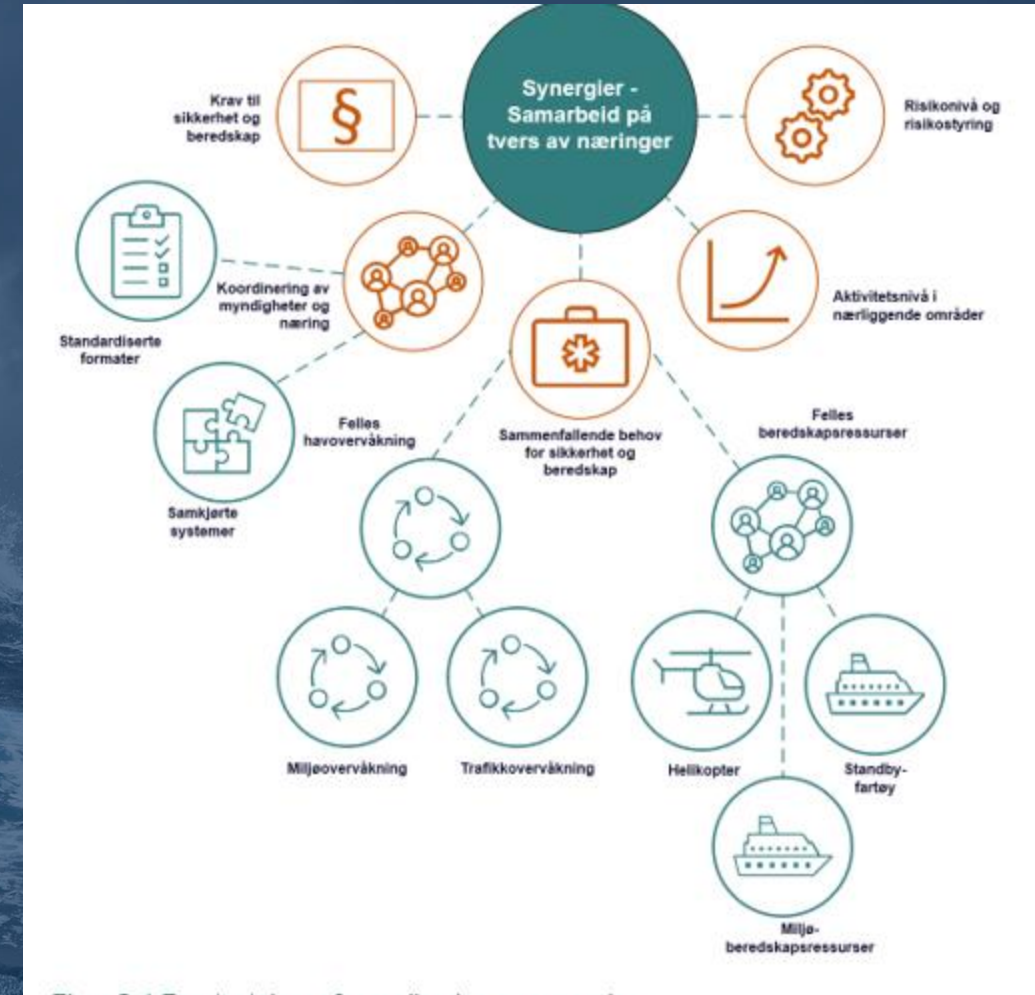 Synergier -
Samarbeid på
tvers av næringer
Krav til
sikkerhet og
beredskap
§
Risikonivå og
risikostyring
Koordinering av
myndigheter og
næring
Aktivitetsnivå i
nærliggende områder
Standardiserte
formater
Samkjørte
systemer
Sammenfallende behov
for sikkerhet og
beredskap
Felles
havovervåkning
Felles
beredskapsressurser
Miljøovervåkning
Trafikkovervåkning
Helikopter
Standby-
fartøy
Miljø-
beredskapsressurser